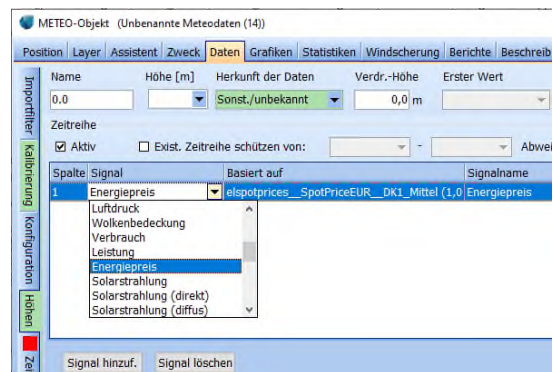 METEO-Objekt (Unbenannte Meteodaten (14))
Position Layer Assistent Zweck Daten Grafiken Statistiken Windscherung Berichte Beschreib
Importfilter
Kalibrierung
Konfiguration
Höhen
Zei
Name Höhe [m] Herkunft der Daten Verdr.-Höhe Erster Wert
0.0 Sonst./unbekannt 0,0 m
Zeitreihe
Aktiv Exist. Zeitreihe schützen von: - Abwei
Spalte Signal Basiert auf Signalname
1 Energiepreis elspotprices__SpotPriceEUR__DK1_Mittel (1,0 Energiepreis
Luftdruck
Wolkenbedeckung
Verbrauch
Leistung
Energiepreis
Solarstrahlung
Solarstrahlung (direkt)
Solarstrahlung (diffus)
Signal hinzuf. Signal löschen